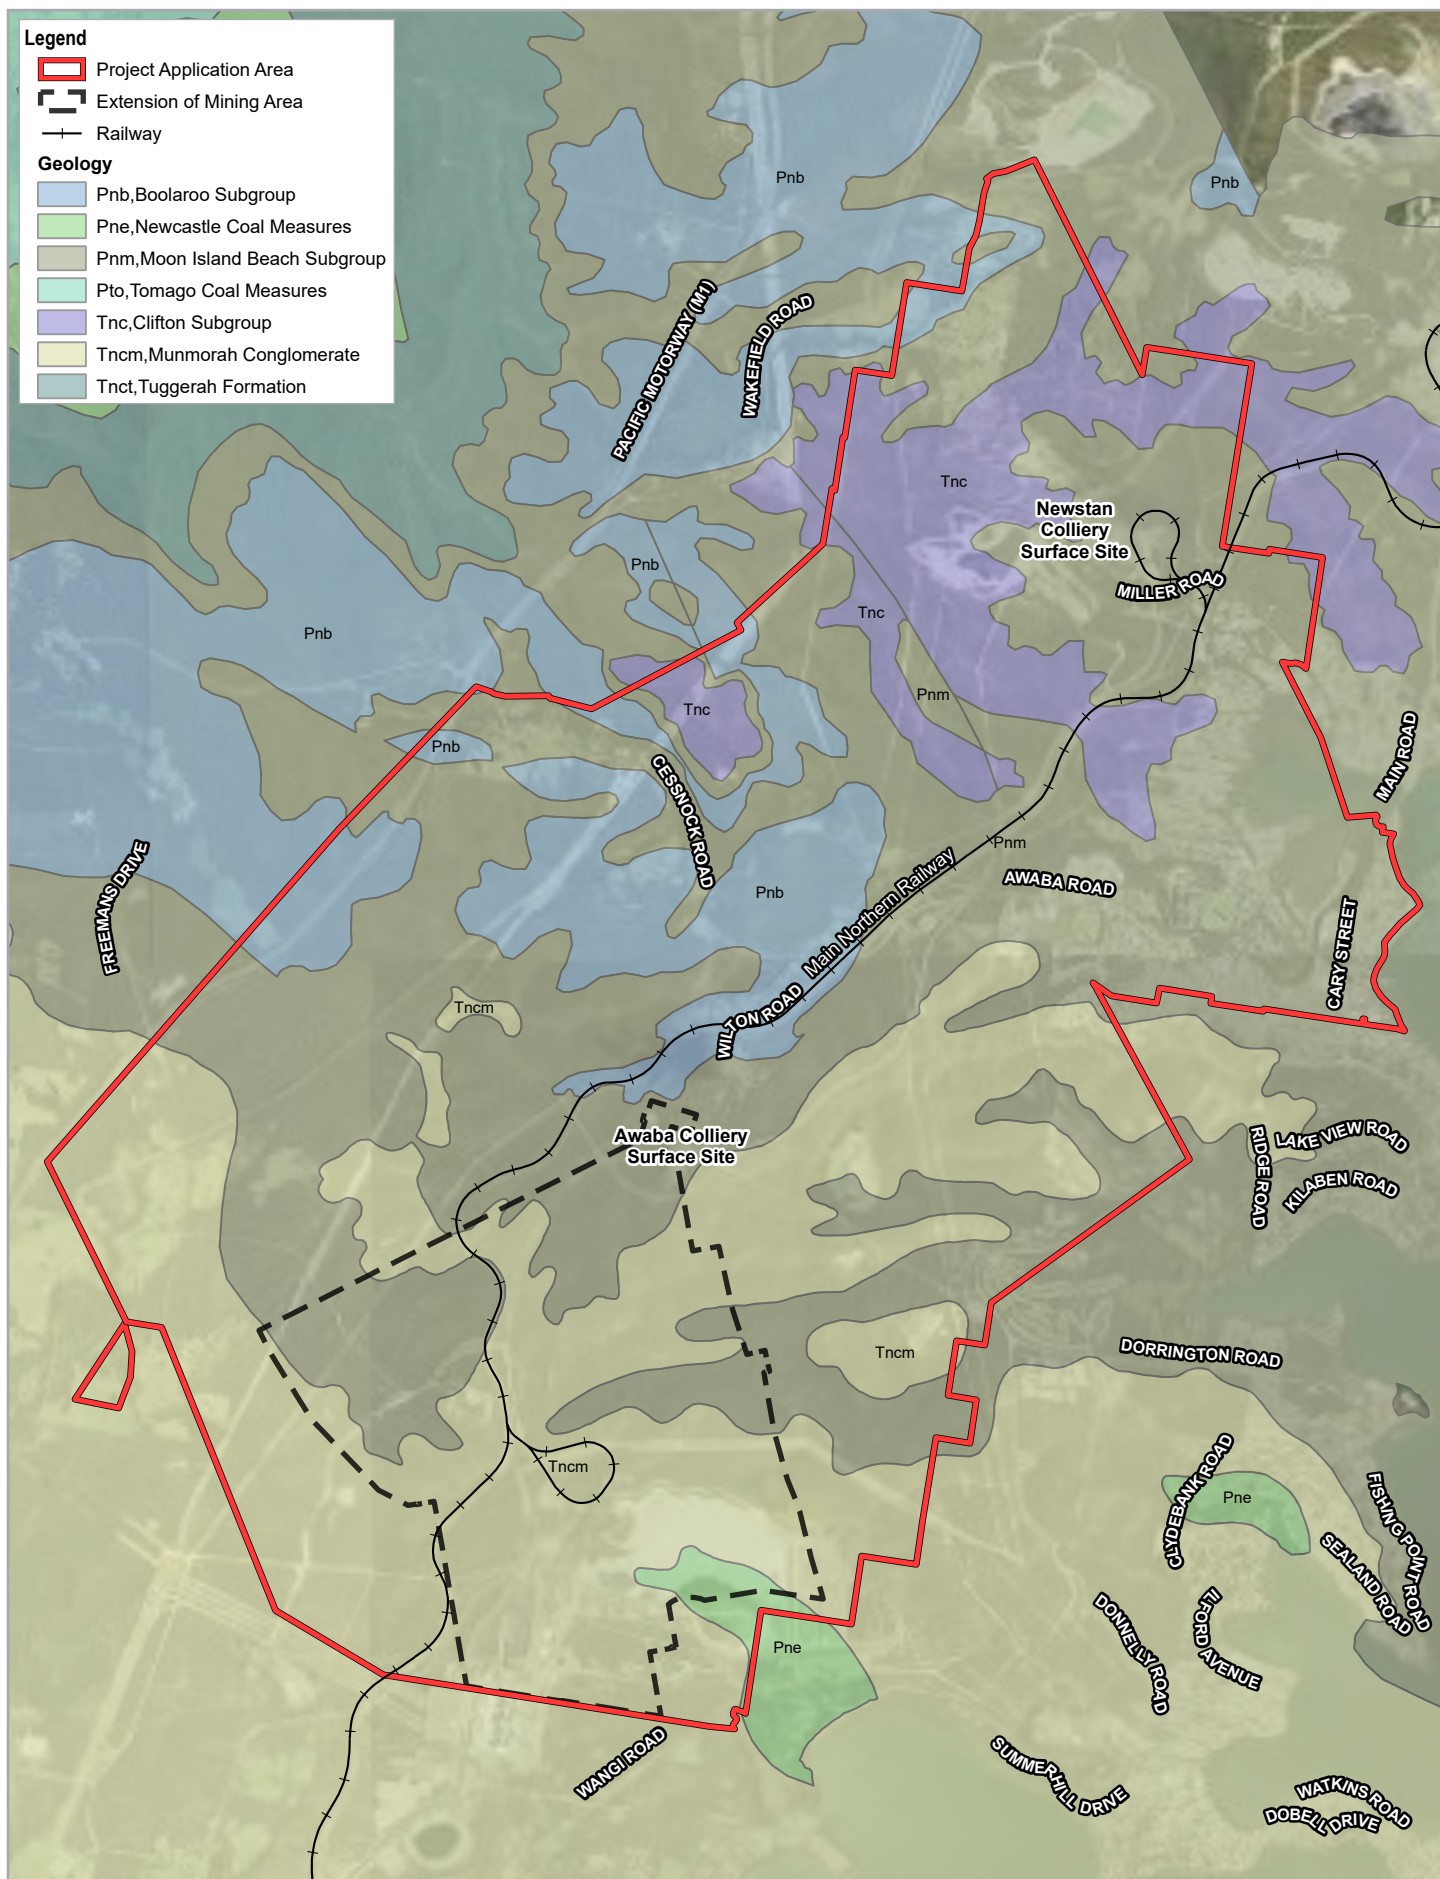 Legend
Project Application Area
Extension of Mining Area
Railway
Geology
Pnb,Boolaroo Subgroup
Pne,Newcastle Coal Measures
Pnm,Moon Island Beach Subgroup
Pto,Tomago Coal Measures
Tnc,Clifton Subgroup
Tncm,Munmorah Conglomerate
Tnct,Tuggerah Formation
Pnb
Pnb
PACIFIC MOTORWAY (M1)
WAKEFIELD ROAD
Tnc
Newstan
Colliery
Surface Site
Pnb
MILLER ROAD
Tnc
Pnb
Pnm
Tnc
Pnb
MAIN ROAD
CESSNOCK ROAD
Pnm
FREEMANS DRIVE
Pnb
AWABA ROAD
Main Northern Railway
CARY STREET
Tncm
WILTON ROAD
Awaba Colliery
Surface Site
LAKE VIEW ROAD
RIDGE ROAD
KILABEN ROAD
Tncm
DORRINGTON ROAD
Tncm
CLYDEBANK ROAD
Pne
FISHING POINT ROAD
SEALAND ROAD
ILFORD AVENUE
DONNELLY ROAD
Pne
WANGI ROAD
SUMMERHILL DRIVE
WATKINS ROAD
DOBELL DRIVE